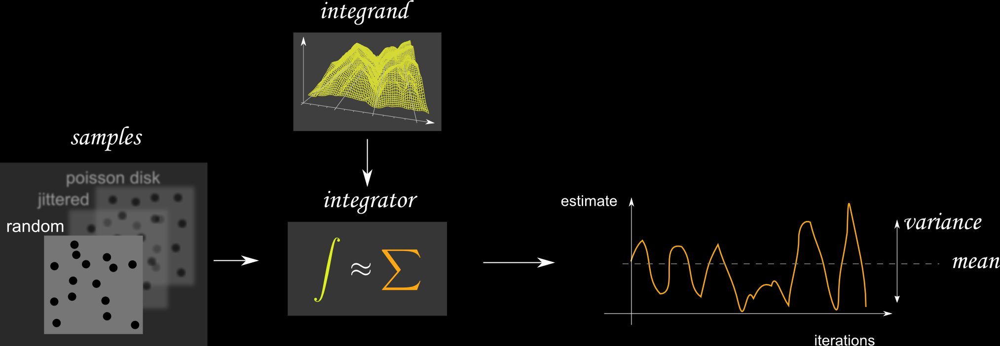 integrand
samples
poisson disk
jittered
random
integrator
∫ ≈ ∑
estimate
variance
mean
iterations